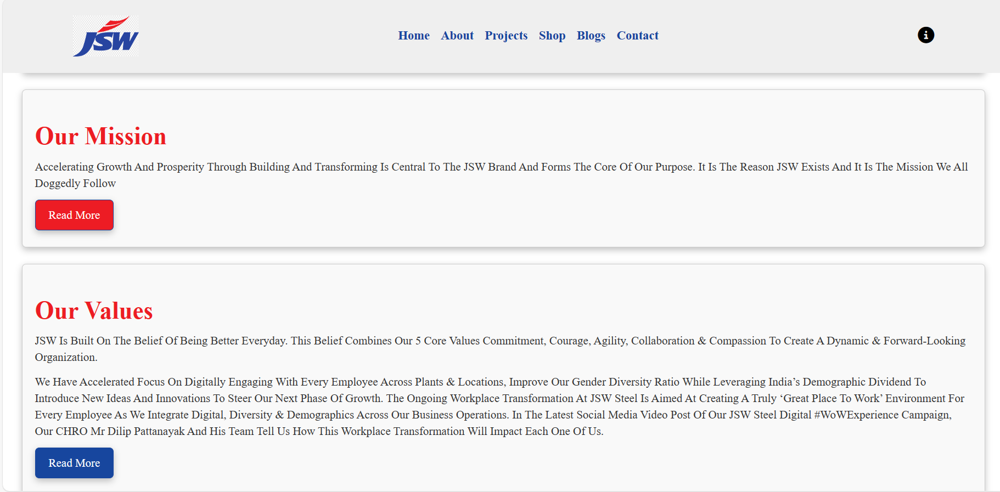 JSW
Home About Projects Shop Blogs Contact
Our Mission
Accelerating Growth And Prosperity Through Building And Transforming Is Central To The JSW Brand And Forms The Core Of Our Purpose. It Is The Reason JSW Exists And It Is The Mission We All
Doggedly Follow
Read More
Our Values
JSW Is Built On The Belief Of Being Better Everyday. This Belief Combines Our 5 Core Values Commitment, Courage, Agility, Collaboration & Compassion To Create A Dynamic & Forward-Looking
Organization.
We Have Accelerated Focus On Digitally Engaging With Every Employee Across Plants & Locations, Improve Our Gender Diversity Ratio While Leveraging India’s Demographic Dividend To
Introduce New Ideas And Innovations To Steer Our Next Phase Of Growth. The Ongoing Workplace Transformation At JSW Steel Is Aimed At Creating A Truly ‘Great Place To Work’ Environment For
Every Employee As We Integrate Digital, Diversity & Demographics Across Our Business Operations. In The Latest Social Media Video Post Of Our JSW Steel Digital #WoWExperience Campaign,
Our CHRO Mr Dilip Pattanayak And His Team Tell Us How This Workplace Transformation Will Impact Each One Of Us.
Read More